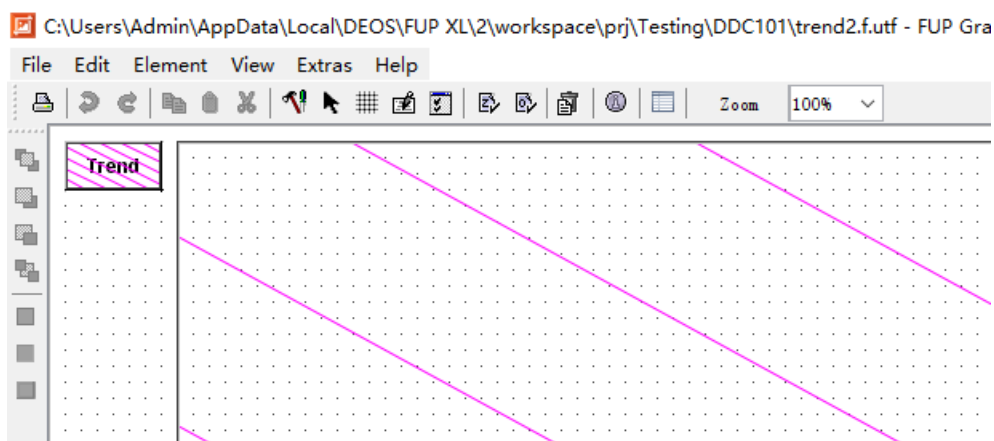 C:\Users\Admin\AppData\Local\DEOS\FUP XL\2\workspace\prj\Testing\DDC101\trend2.f.utf - FUP Gra
File Edit Element View Extras Help
Zoom 100%
Trend